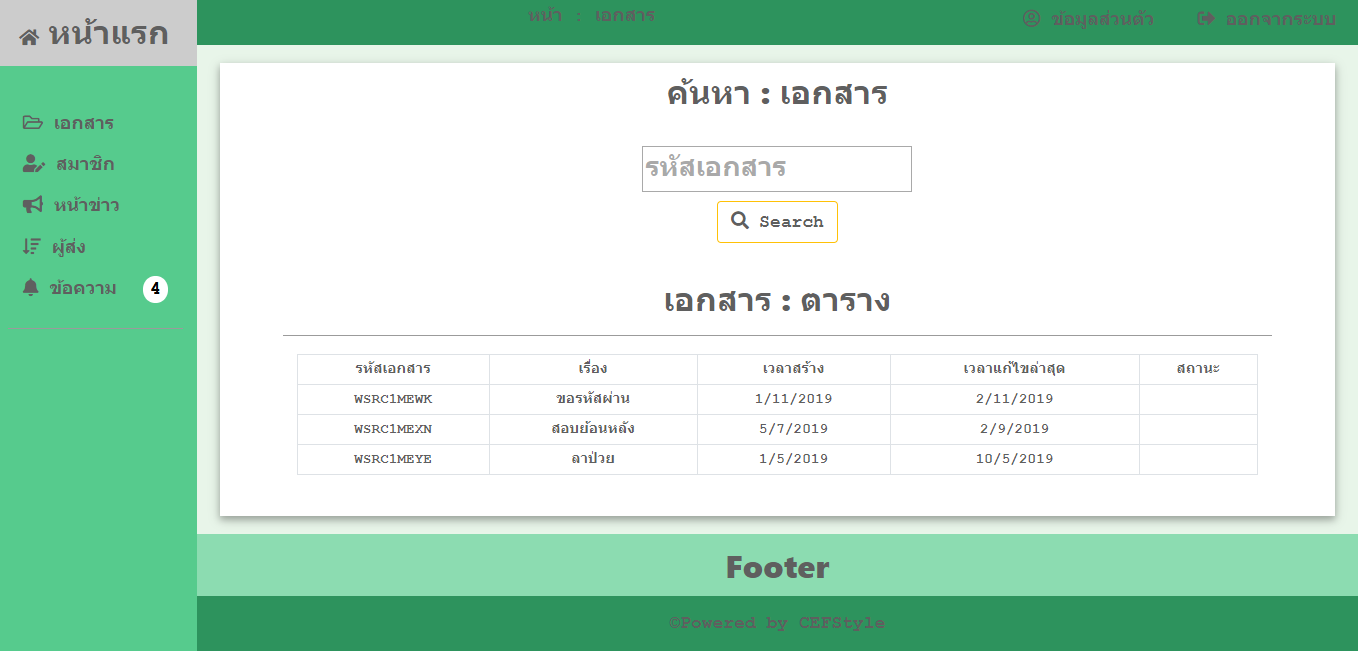 หน้าแรก
หน้า : เอกสาร
ข้อมูลส่วนตัว
ออกจากระบบ
เอกสาร
สมาชิก
หน้าข่าว
ผู้ส่ง
ข้อความ 4
ค้นหา : เอกสาร
รหัสเอกสาร
Search
เอกสาร : ตาราง
รหัสเอกสาร เรื่อง เวลาสร้าง เวลาแก้ไขล่าสุด สถานะ
WSRC1MEWK ขอรหัสผ่าน 1/11/2019 2/11/2019
WSRC1MEXN สอบย้อนหลัง 5/7/2019 2/9/2019
WSRC1MEYE ลาป่วย 1/5/2019 10/5/2019
Footer
©Powered by CEFStyle